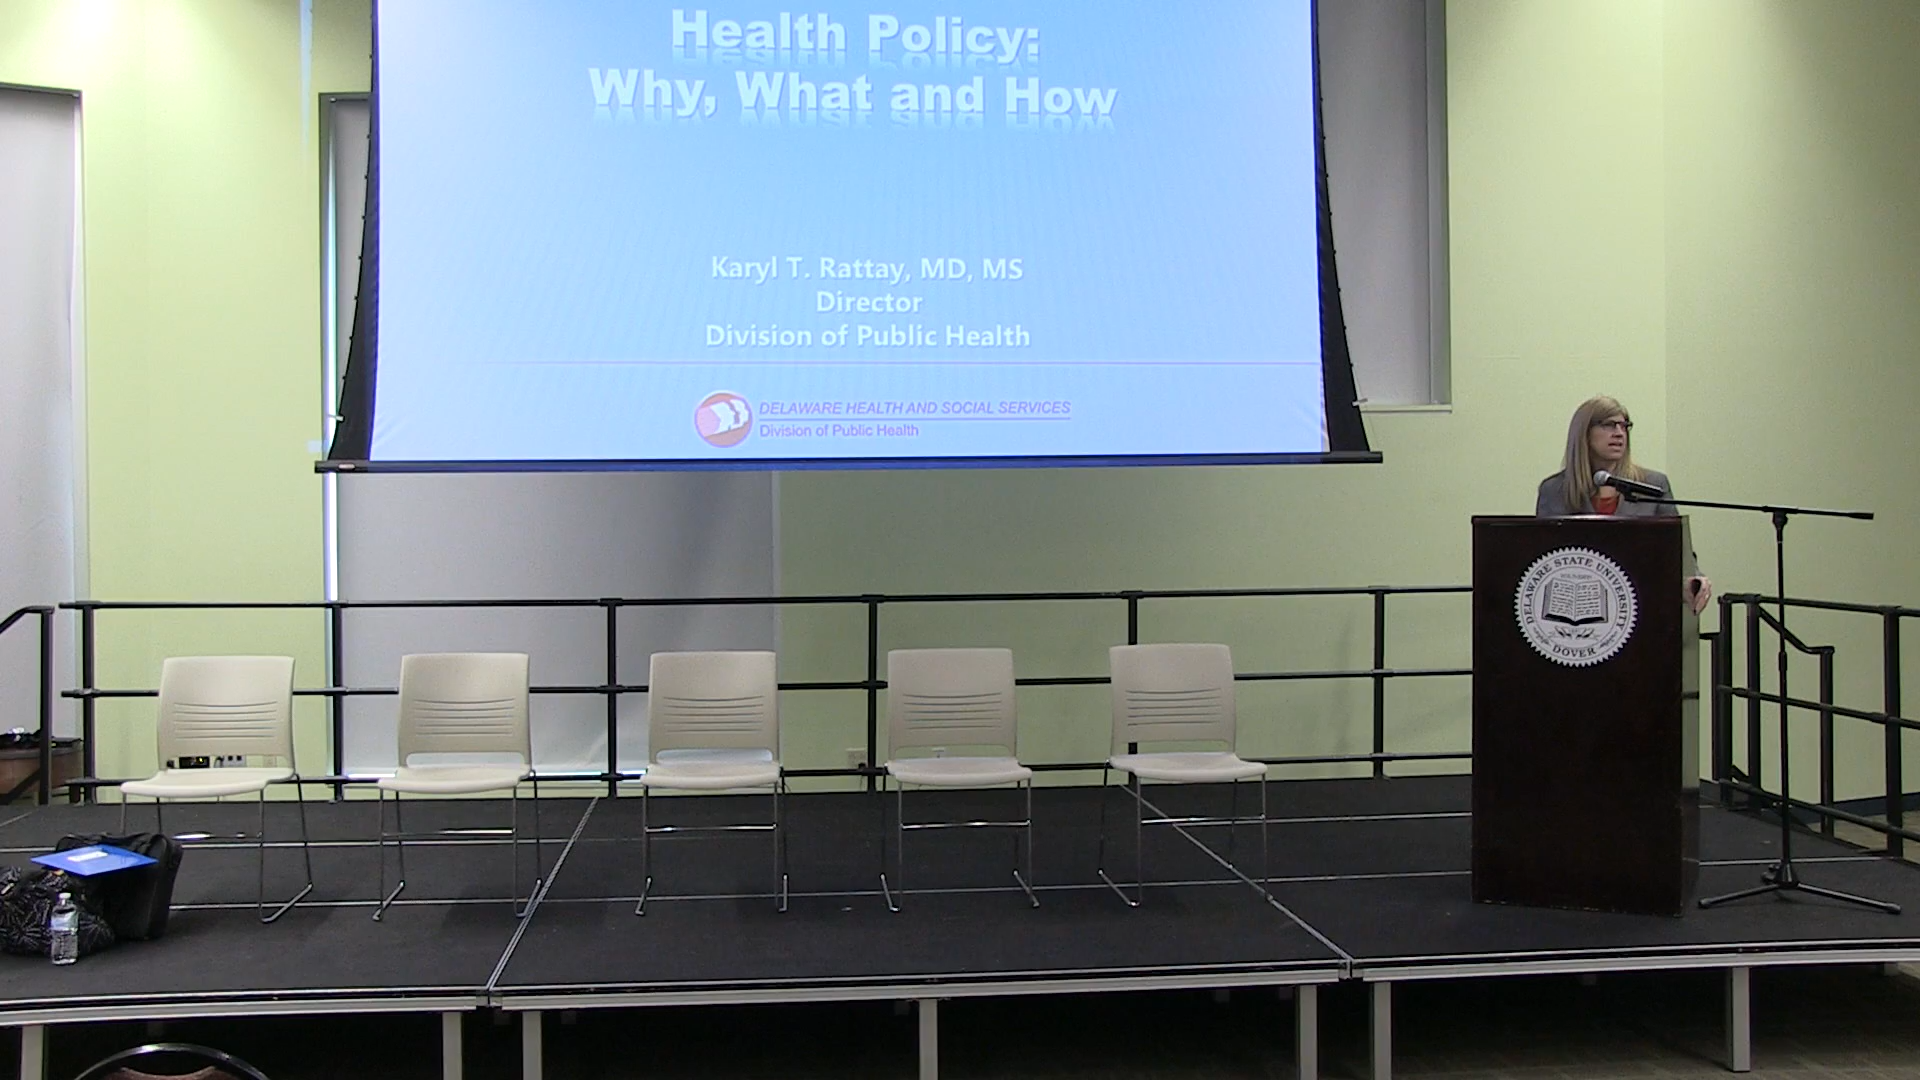 Health Policy:
Why, What and How
Karyl T. Rattay, MD, MS
Director
Division of Public Health
DELAWARE HEALTH AND SOCIAL SERVICES
Division of Public Health
DELAWARE STATE UNIVERSITY
DOVER